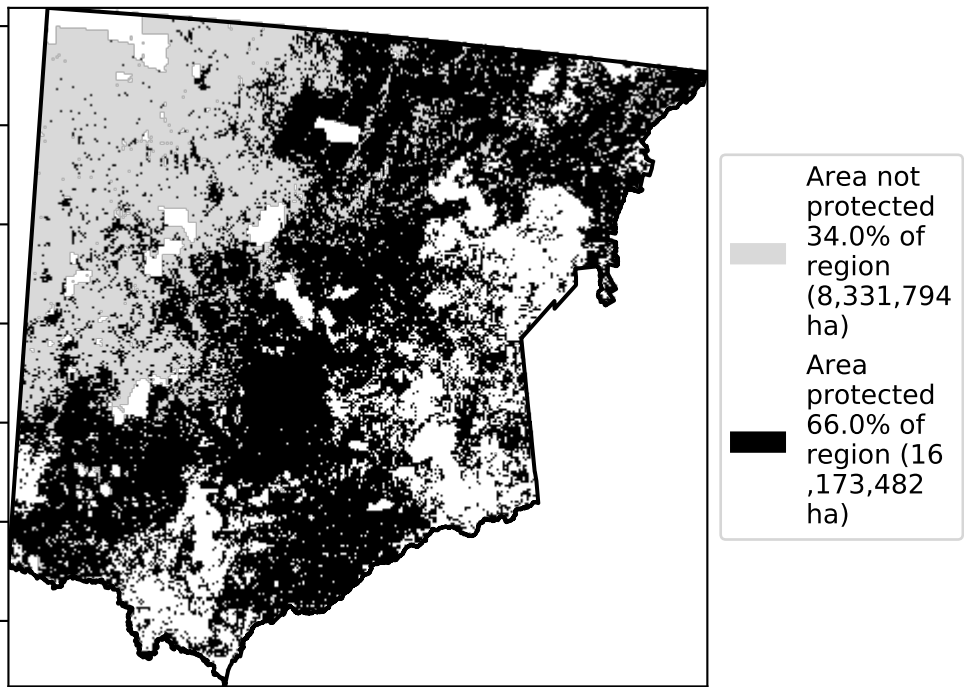 Area not
protected
34.0% of
region
(8,331,794
ha)
Area
protected
66.0% of
region (16
,173,482
ha)